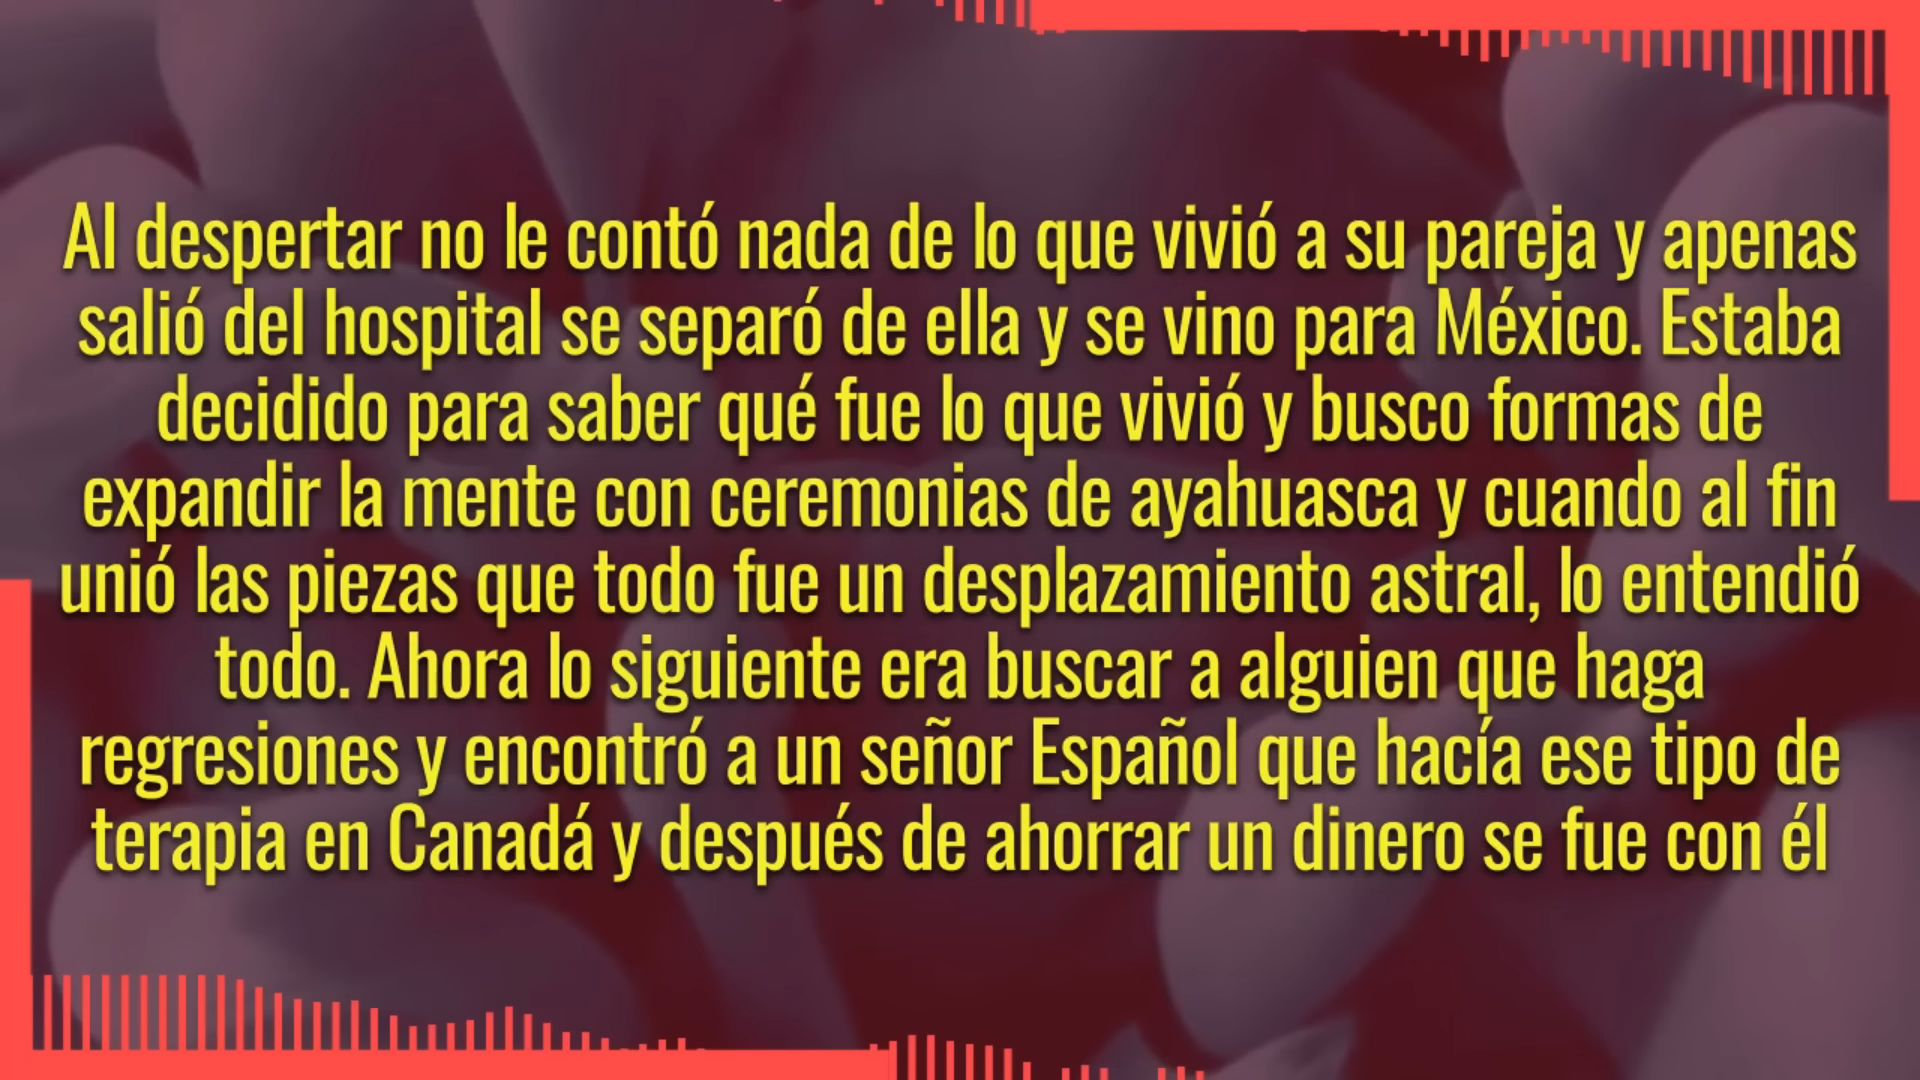 Al despertar no le contó nada de lo que vivió a su pareja y apenas
salió del hospital se separó de ella y se vino para México. Estaba
decidido para saber qué fue lo que vivió y busco formas de
expandir la mente con ceremonias de ayahuasca y cuando al fin
unió las piezas que todo fue un desplazamiento astral, lo entendió
todo. Ahora lo siguiente era buscar a alguien que haga
regresiones y encontró a un señor Español que hacía ese tipo de
terapia en Canadá y después de ahorrar un dinero se fue con él